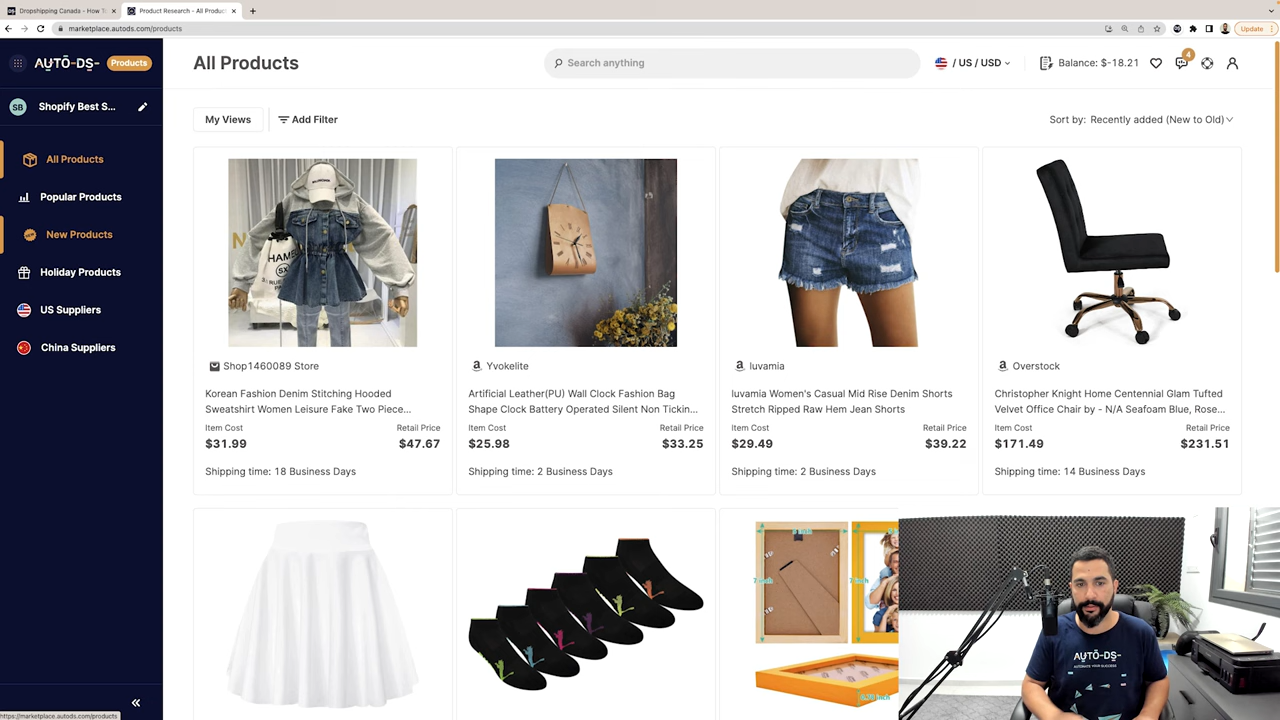 Dropshipping Canada - How T
Product Research - All Produc
marketplace.autods.com/products
Update
AUTO-DS-
Products
All Products
Search anything
/ US / USD
Balance: $-18.21
4
SB
Shopify Best S...
My Views
Add Filter
Sort by: Recently added (New to Old)
All Products
Popular Products
New Products
Holiday Products
US Suppliers
China Suppliers
Shop1460089 Store
Korean Fashion Denim Stitching Hooded
Sweatshirt Women Leisure Fake Two Piece...
Item Cost
Retail Price
$31.99
$47.67
Shipping time: 18 Business Days
Yvokelite
Artificial Leather(PU) Wall Clock Fashion Bag
Shape Clock Battery Operated Silent Non Tickin...
Item Cost
Retail Price
$25.98
$33.25
Shipping time: 2 Business Days
luvamia
luvamia Women's Casual Mid Rise Denim Shorts
Stretch Ripped Raw Hem Jean Shorts
Item Cost
Retail Price
$29.49
$39.22
Shipping time: 2 Business Days
Overstock
Christopher Knight Home Centennial Glam Tufted
Velvet Office Chair by - N/A Seafoam Blue, Rose...
Item Cost
Retail Price
$171.49
$231.51
Shipping time: 14 Business Days
AUTO-DS-
AUTOMATE YOUR SUCCESS
https://marketplace.autods.com/products